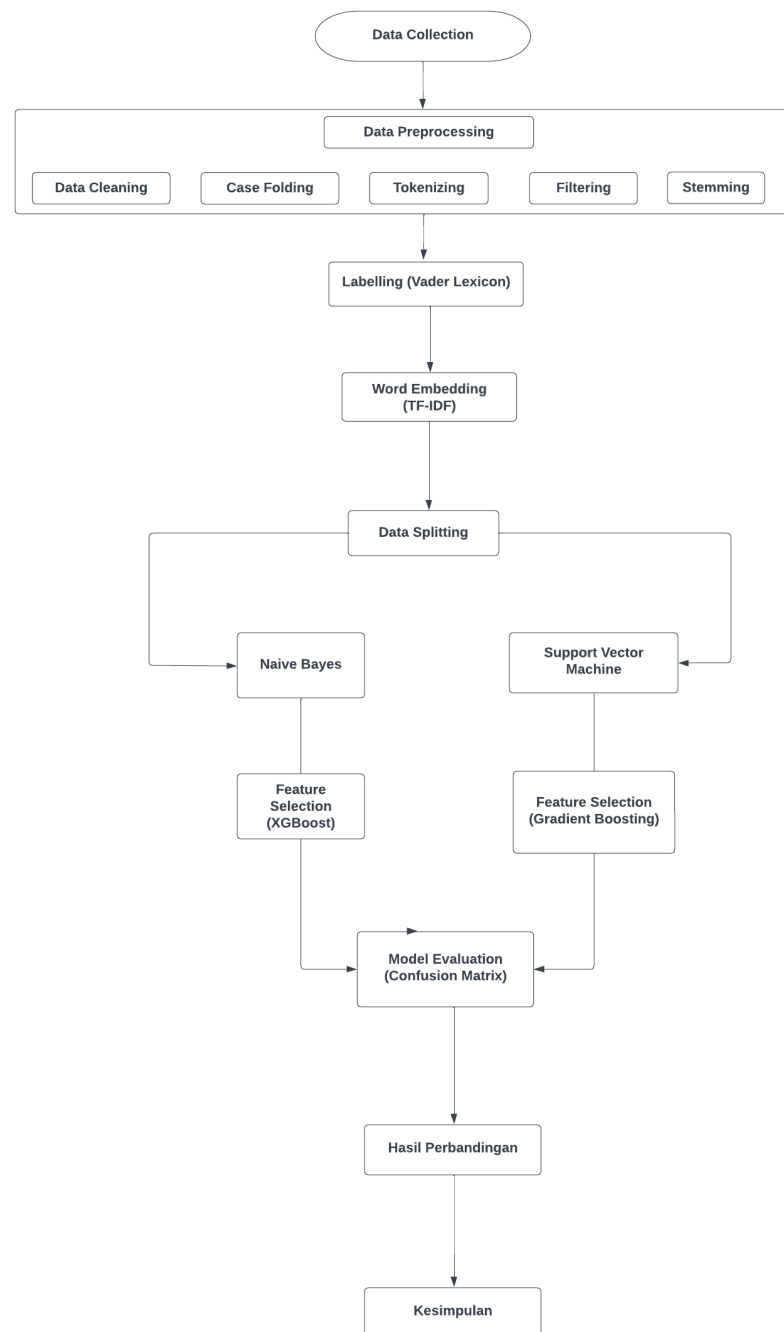 Data Collection
Data Preprocessing
Data Cleaning
Case Folding
Tokenizing
Filtering
Stemming
Labelling (Vader Lexicon)
Word Embedding
(TF-IDF)
Data Splitting
Naive Bayes
Support Vector
Machine
Feature
Selection
(XGBoost)
Feature Selection
(Gradient Boosting)
Model Evaluation
(Confusion Matrix)
Hasil Perbandingan
Kesimpulan